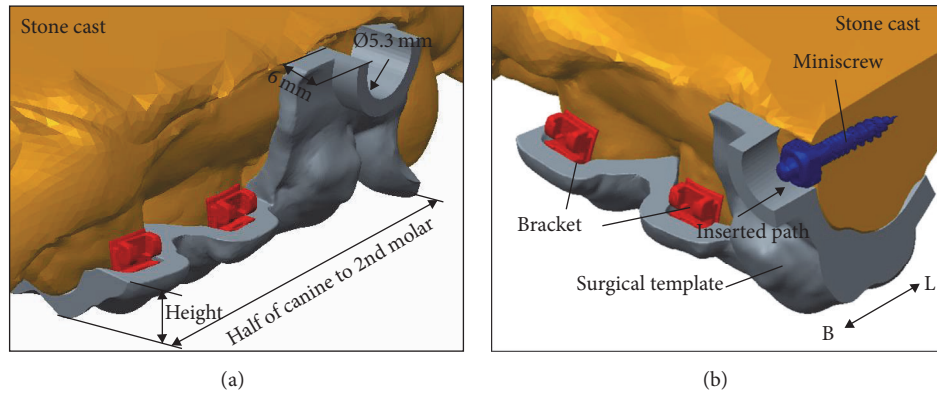 Stone cast
Ø5.3 mm
6 mm
Height
Half of canine to 2nd molar
(a)
Stone cast
Miniscrew
Bracket
Inserted path
Surgical template
L
B
(b)